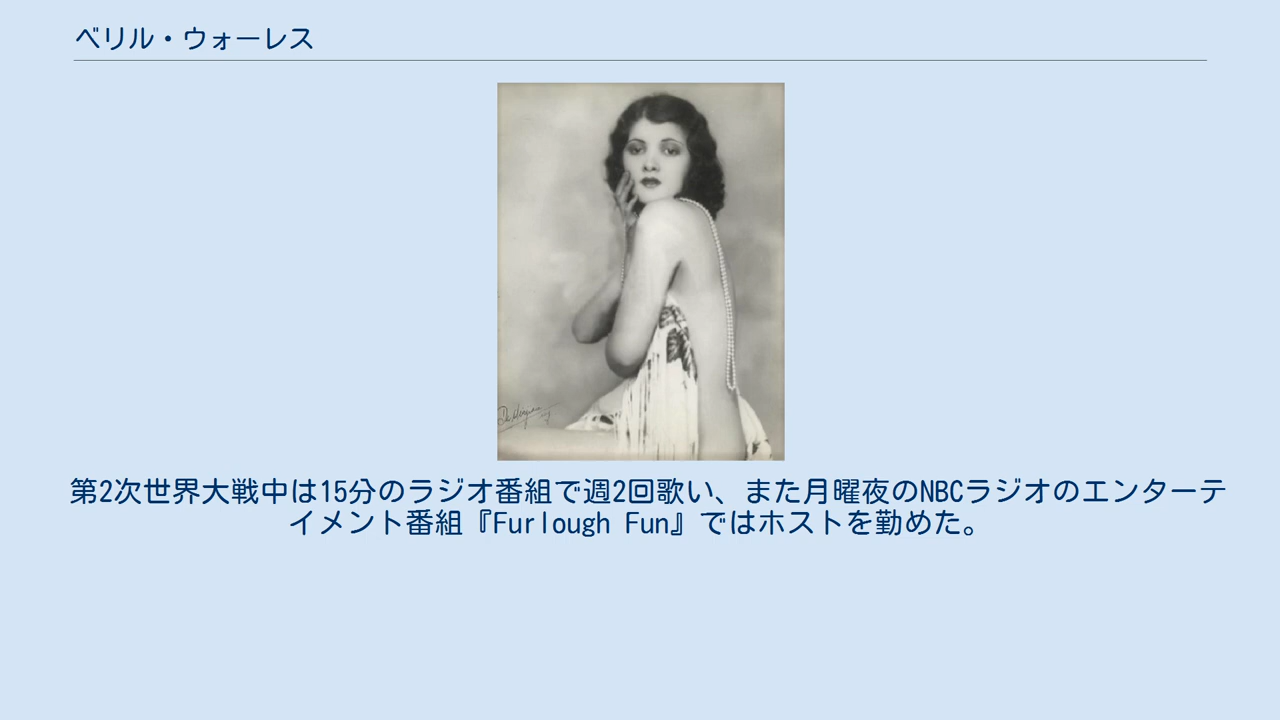 ベリル・ウォーレス
第2次世界大戦中は15分のラジオ番組で週2回歌い、また月曜夜のNBCラジオのエンターテ
イメント番組『Furlough Fun』ではホストを勤めた。